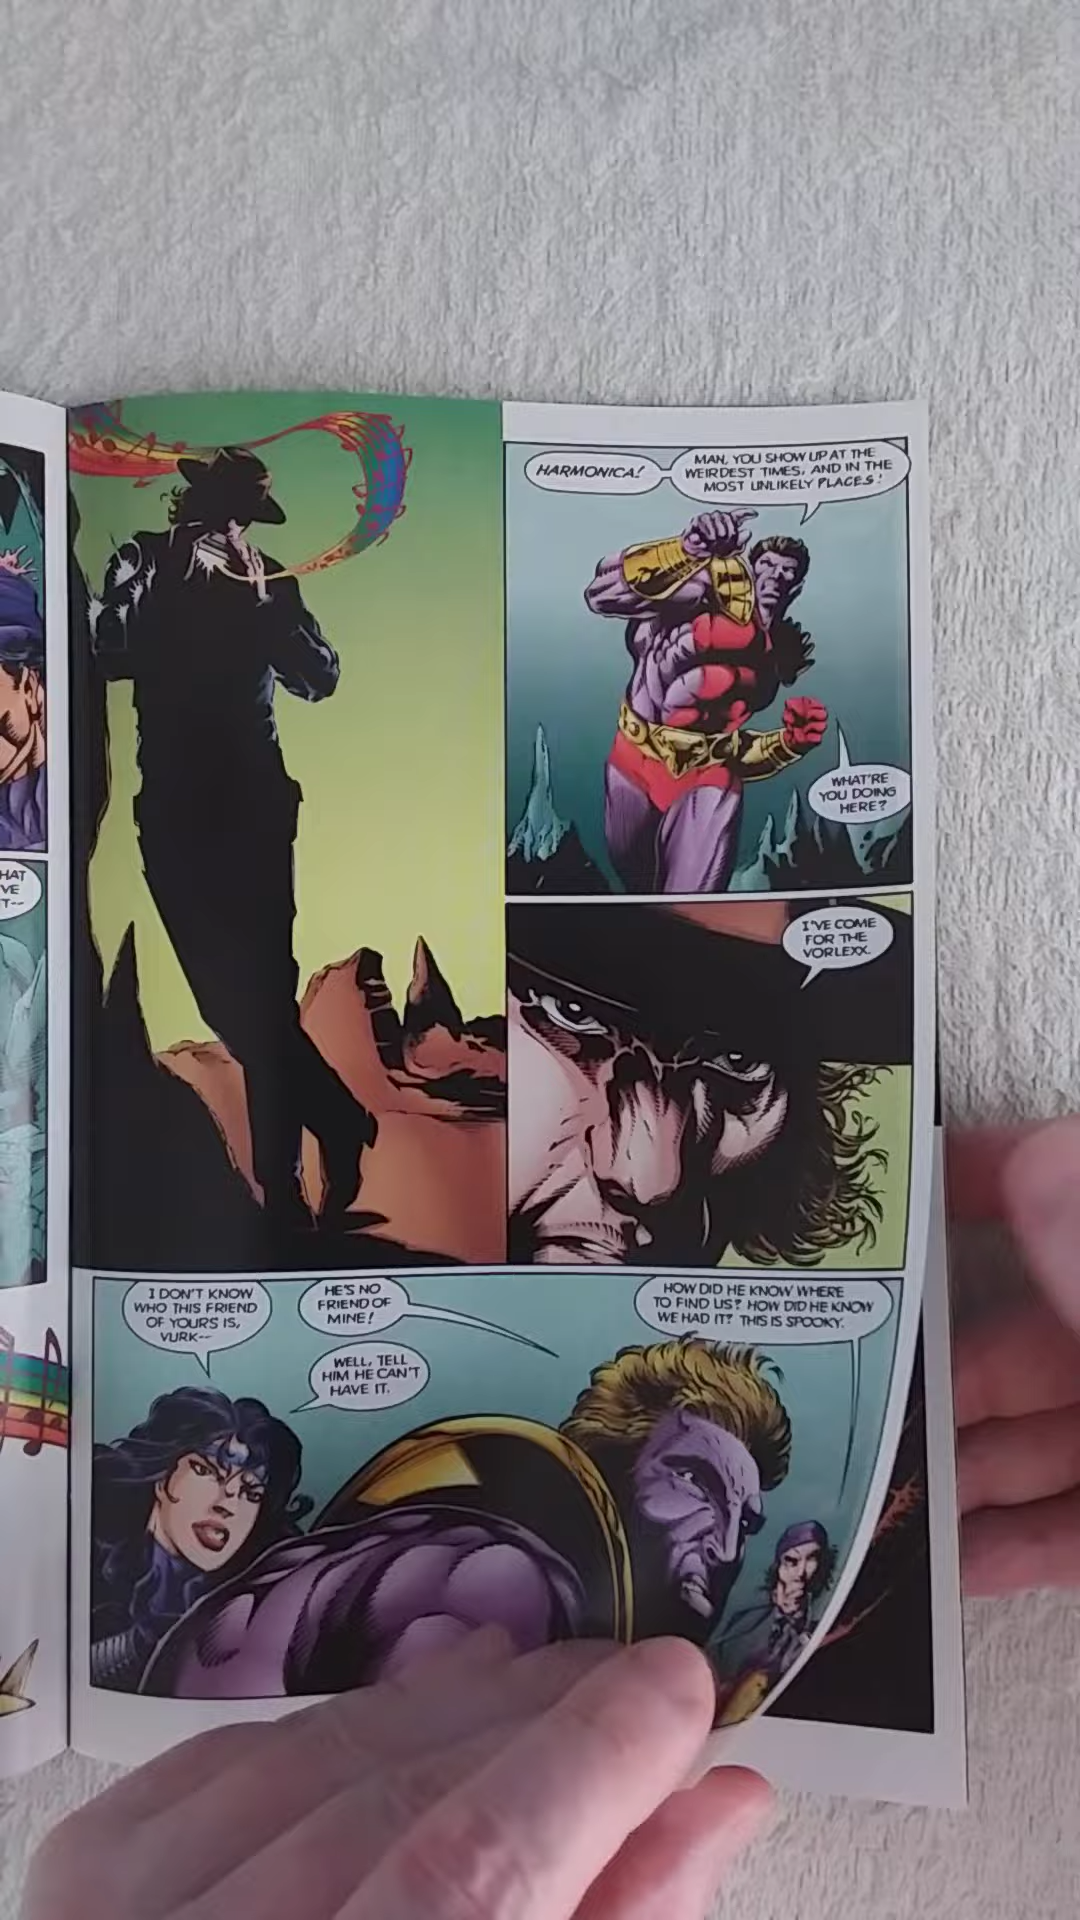 HAT
VE
T--
HARMONICA!
MAN, YOU SHOW UP AT THE
WEIRDEST TIMES, AND IN THE
MOST UNLIKELY PLACES!
WHAT'RE
YOU DOING
HERE?
I'VE COME
FOR THE
VORLEXX.
I DON'T KNOW
WHO THIS FRIEND
OF YOURS IS,
VURK--
HE'S NO
FRIEND OF
MINE!
WELL, TELL
HIM HE CAN'T
HAVE IT.
HOW DID HE KNOW WHERE
TO FIND US? HOW DID HE KNOW
WE HAD IT? THIS IS SPOOKY.